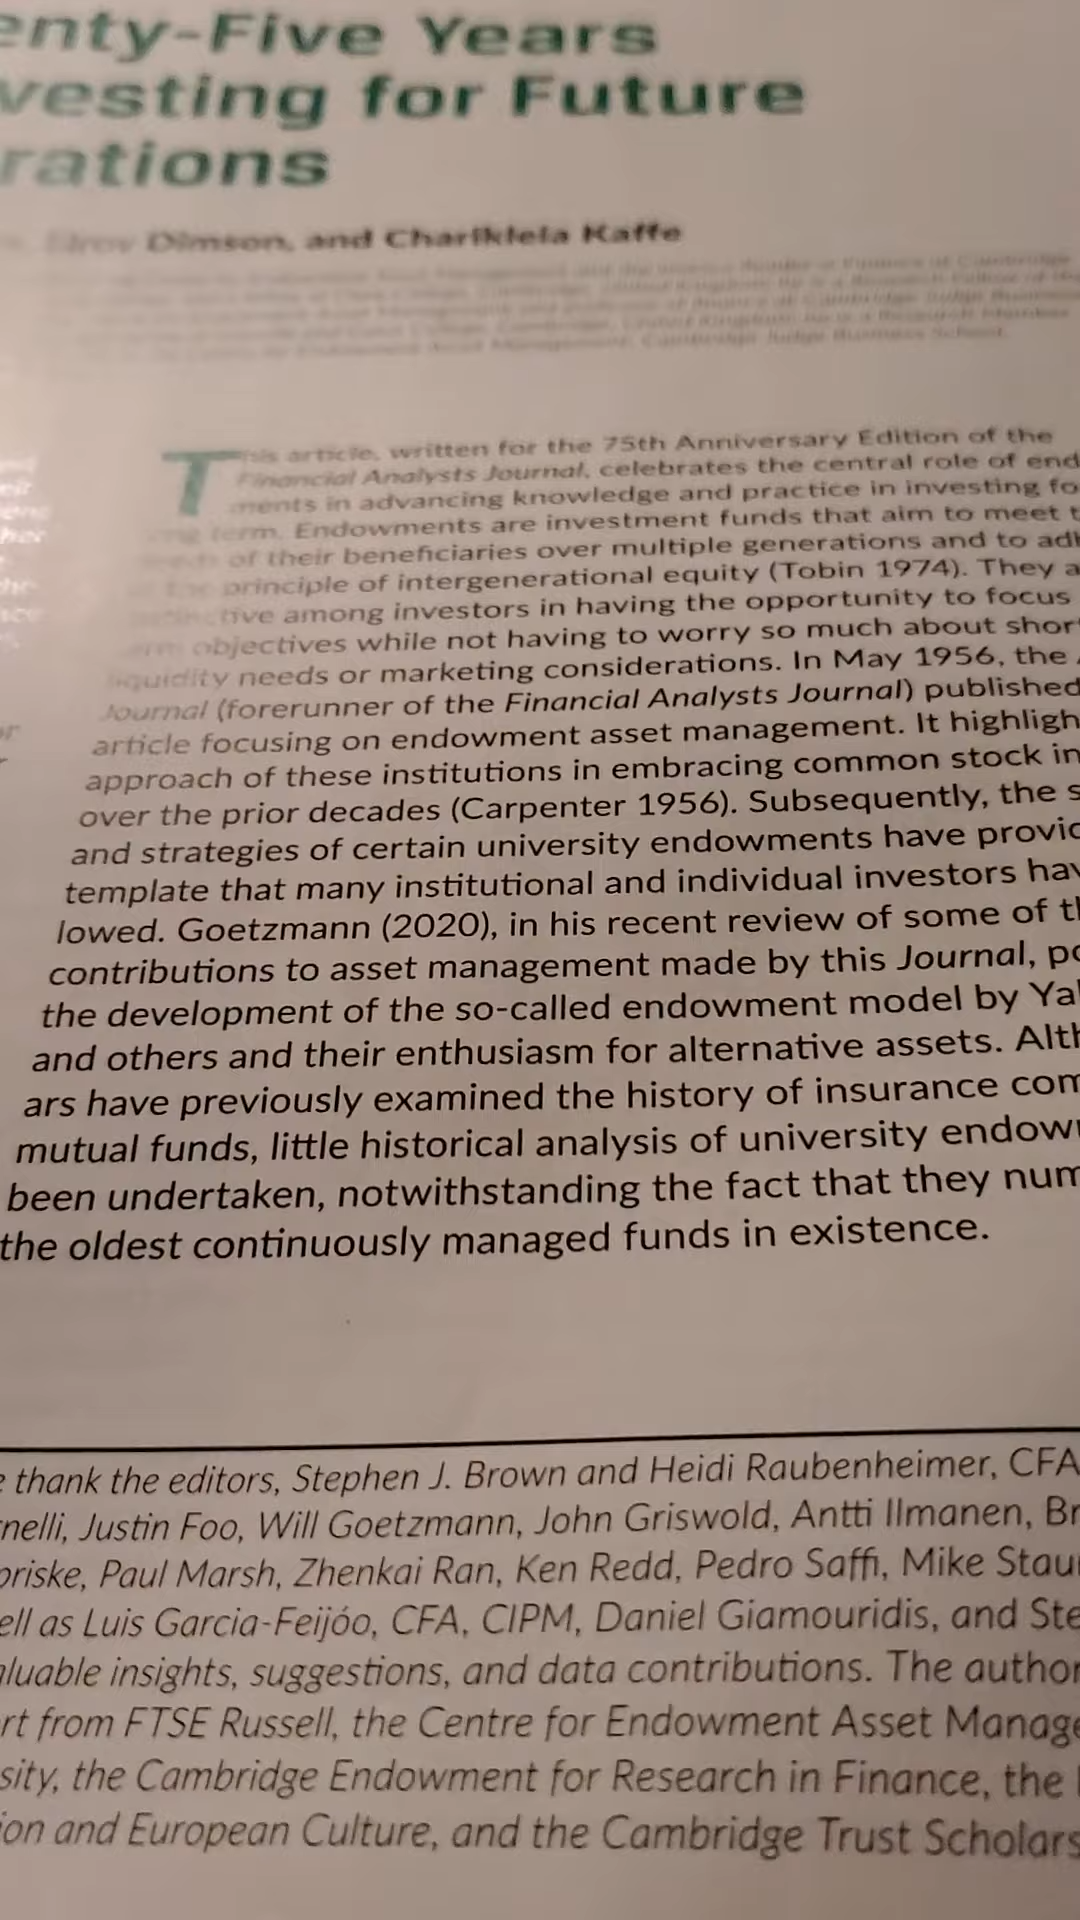 enty-Five Years
vesting for Future
rations
Elroy Dimson, and Charikleia Kaffe
This article, written for the 75th Anniversary Edition of the
Financial Analysts Journal, celebrates the central role of end
ments in advancing knowledge and practice in investing fo
term. Endowments are investment funds that aim to meet t
of their beneficiaries over multiple generations and to adh
principle of intergenerational equity (Tobin 1974). They a
tive among investors in having the opportunity to focus
objectives while not having to worry so much about short
liquidity needs or marketing considerations. In May 1956, the A
Journal (forerunner of the Financial Analysts Journal) published
article focusing on endowment asset management. It highligh
approach of these institutions in embracing common stock in
over the prior decades (Carpenter 1956). Subsequently, the s
and strategies of certain university endowments have provid
template that many institutional and individual investors hav
lowed. Goetzmann (2020), in his recent review of some of th
contributions to asset management made by this Journal, po
the development of the so-called endowment model by Yal
and others and their enthusiasm for alternative assets. Alth
ars have previously examined the history of insurance com
mutual funds, little historical analysis of university endown
been undertaken, notwithstanding the fact that they num
the oldest continuously managed funds in existence.
e thank the editors, Stephen J. Brown and Heidi Raubenheimer, CFA
nelli, Justin Foo, Will Goetzmann, John Griswold, Antti Ilmanen, Br
oriske, Paul Marsh, Zhenkai Ran, Ken Redd, Pedro Saffi, Mike Stau
ell as Luis Garcia-Feijóo, CFA, CIPM, Daniel Giamouridis, and Ste
aluable insights, suggestions, and data contributions. The author
rt from FTSE Russell, the Centre for Endowment Asset Manage
sity, the Cambridge Endowment for Research in Finance, the
ion and European Culture, and the Cambridge Trust Scholars